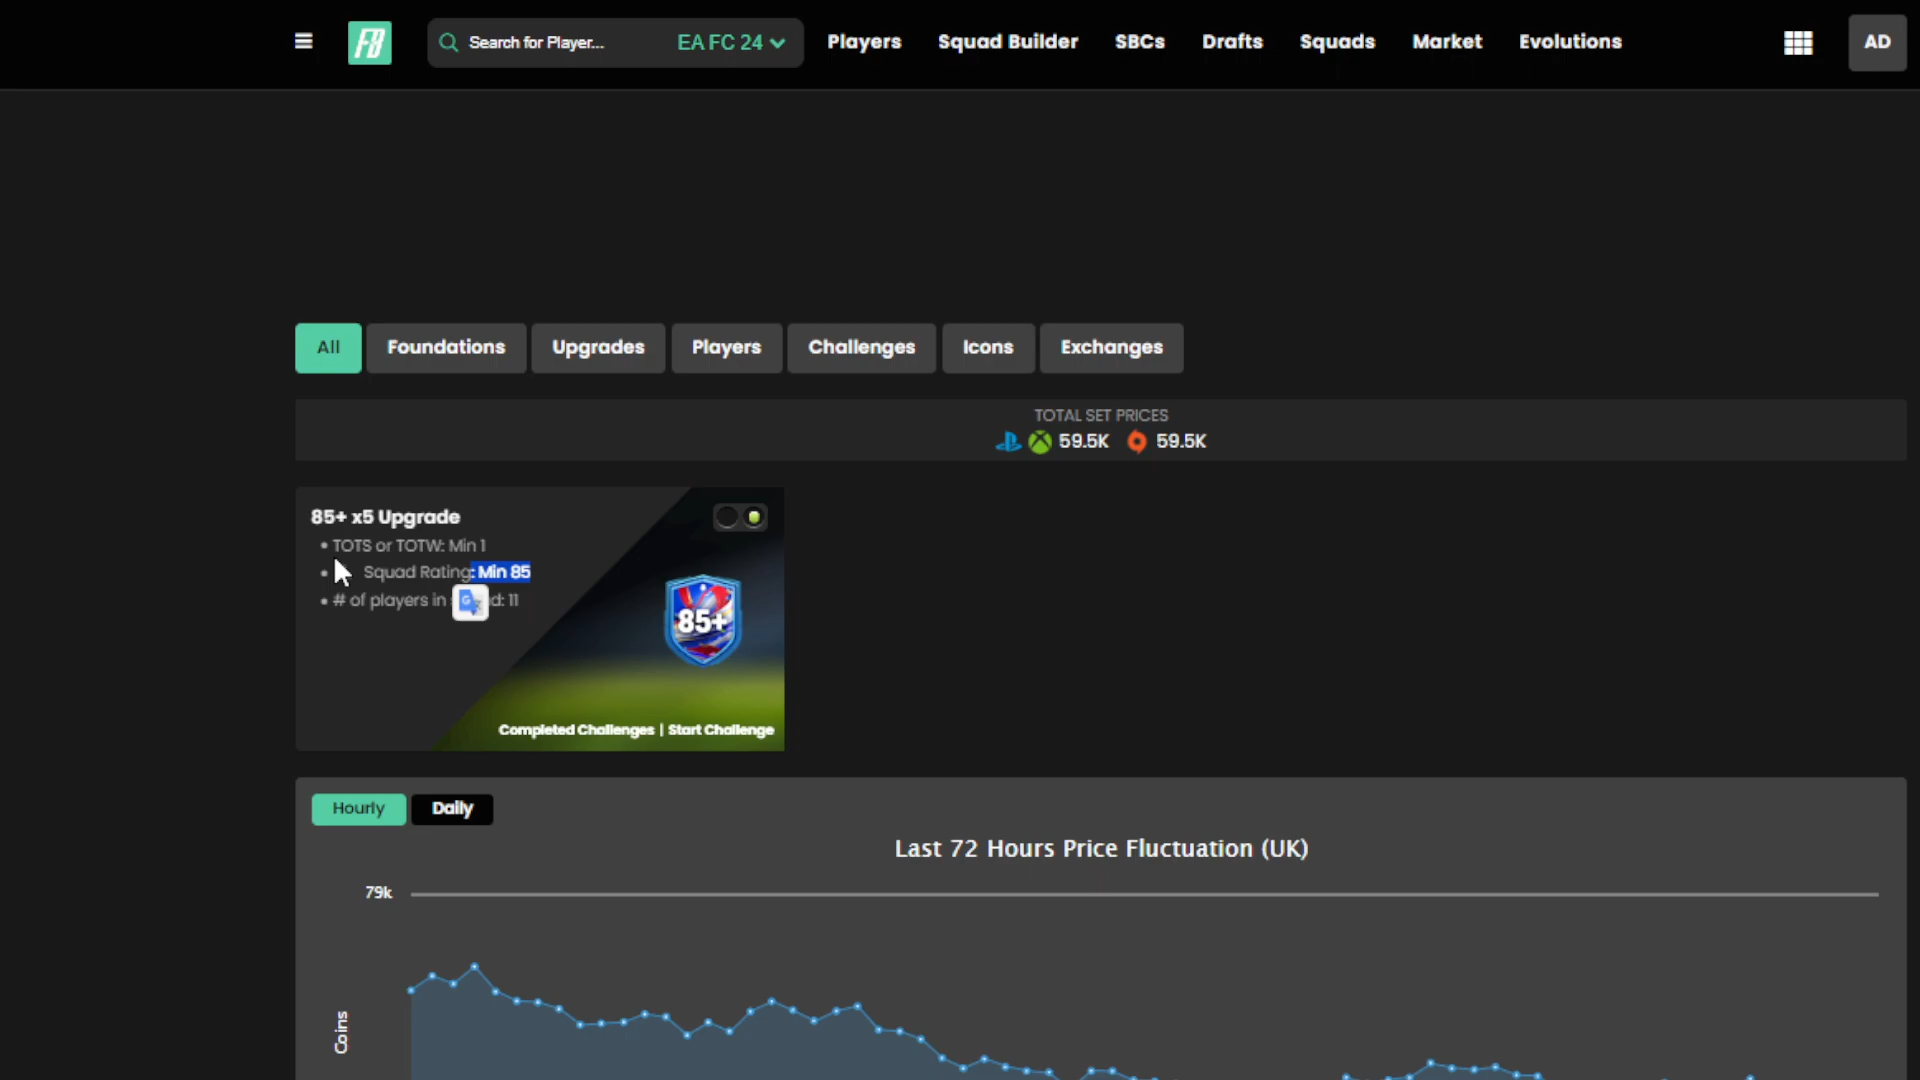 FB
Search for Player...
EA FC 24
Players
Squad Builder
SBCs
Drafts
Squads
Market
Evolutions
AD
All
Foundations
Upgrades
Players
Challenges
Icons
Exchanges
TOTAL SET PRICES
59.5K 59.5K
85+ x5 Upgrade
• TOTS or TOTW: Min 1
• Squad Rating: Min 85
• # of players in d: 11
85+
Completed Challenges | Start Challenge
Hourly
Daily
Last 72 Hours Price Fluctuation (UK)
79k
Coins